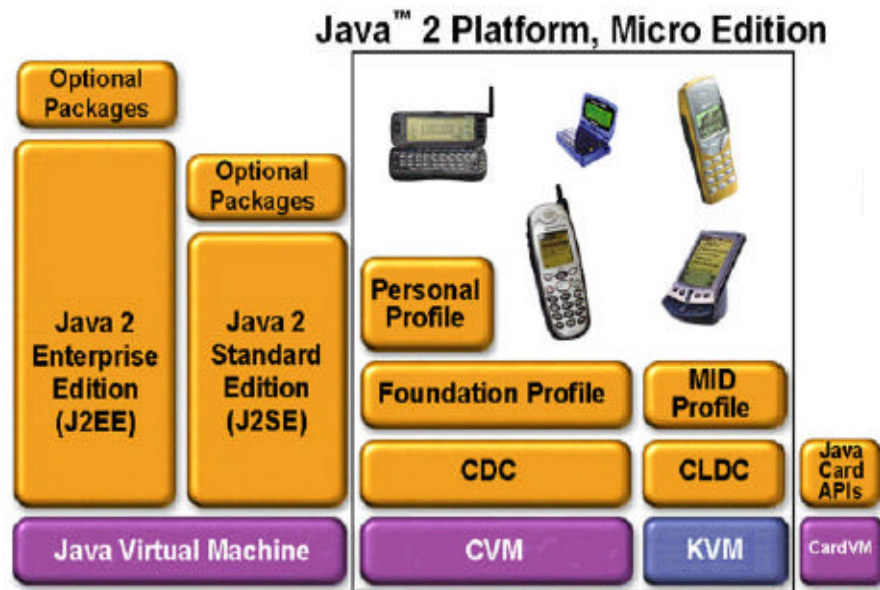 Java™ 2 Platform, Micro Edition
Optional
Packages
Optional
Packages
Java 2
Enterprise
Edition
(J2EE)
Java 2
Standard
Edition
(J2SE)
Personal
Profile
Foundation Profile
MID
Profile
CDC
CLDC
Java
Card
APIs
Java Virtual Machine
CVM
KVM
CardVM